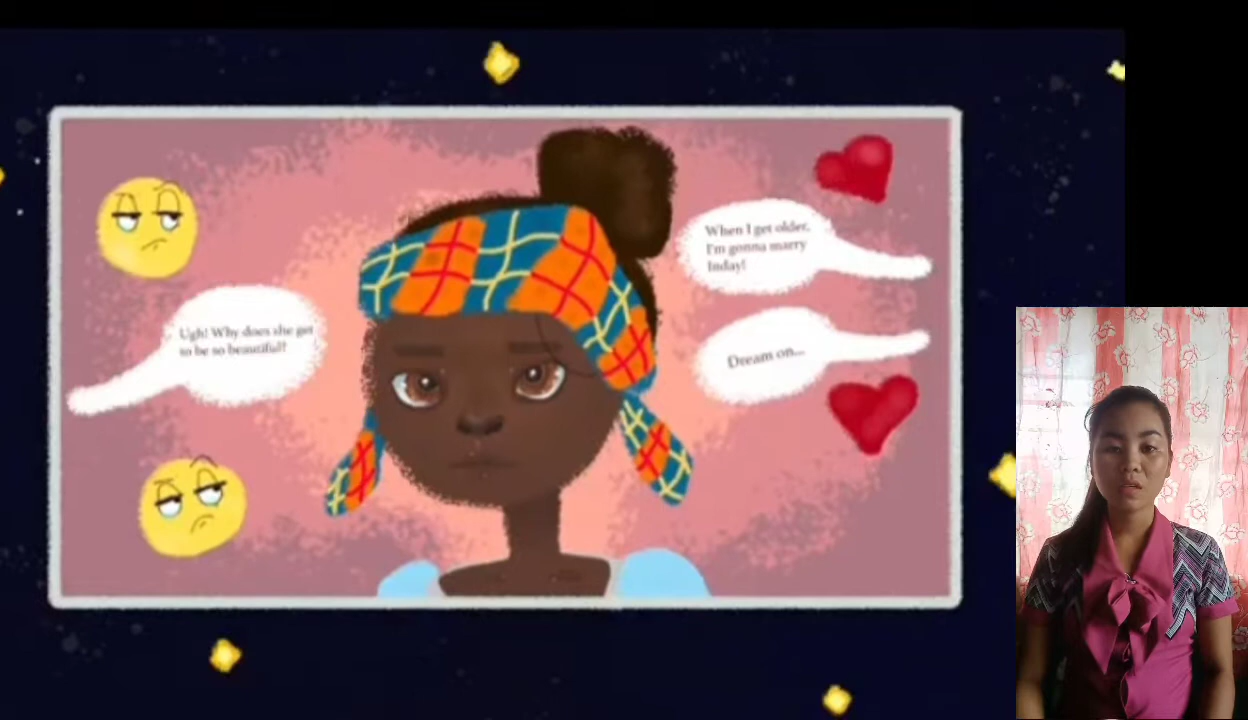 Ugh! Why does she get
to be so beautiful?
When I get older,
I'm gonna marry
Inday!
Dream on...